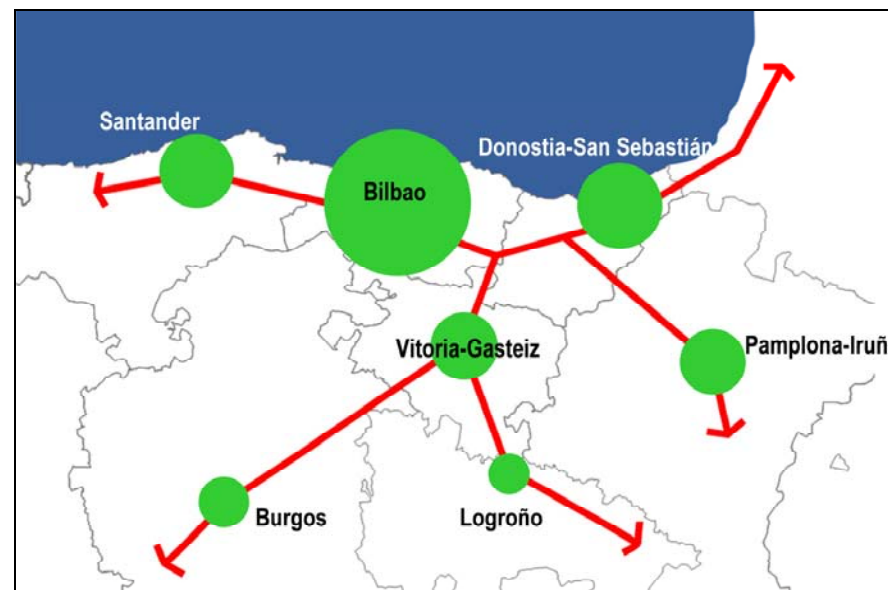 Santander
Donostia-San Sebastián
Bilbao
Vitoria-Gasteiz
Pamplona-Iruñ
Burgos
Logroño